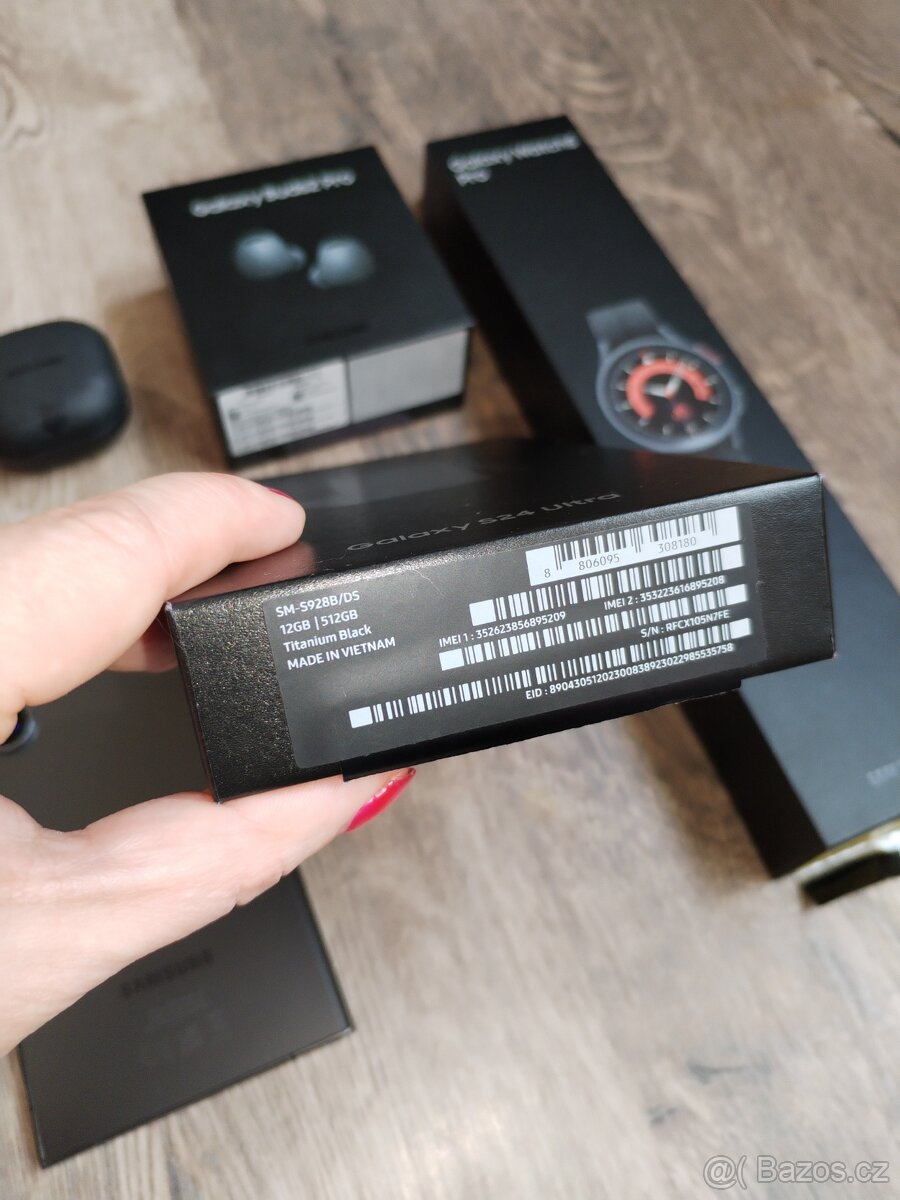 Galaxy Buds2 Pro
Galaxy Watch5
Pro
Galaxy S24 Ultra
8 806095 308180
SM-S928B/DS
12GB | 512GB
Titanium Black
MADE IN VIETNAM
IMEI 1 : 352623856895209
IMEI 2 : 353223616895208
S/N : RFCX105N7FE
EID : 89043051202300838923022985535758
SAMSUNG
@( Bazos.cz